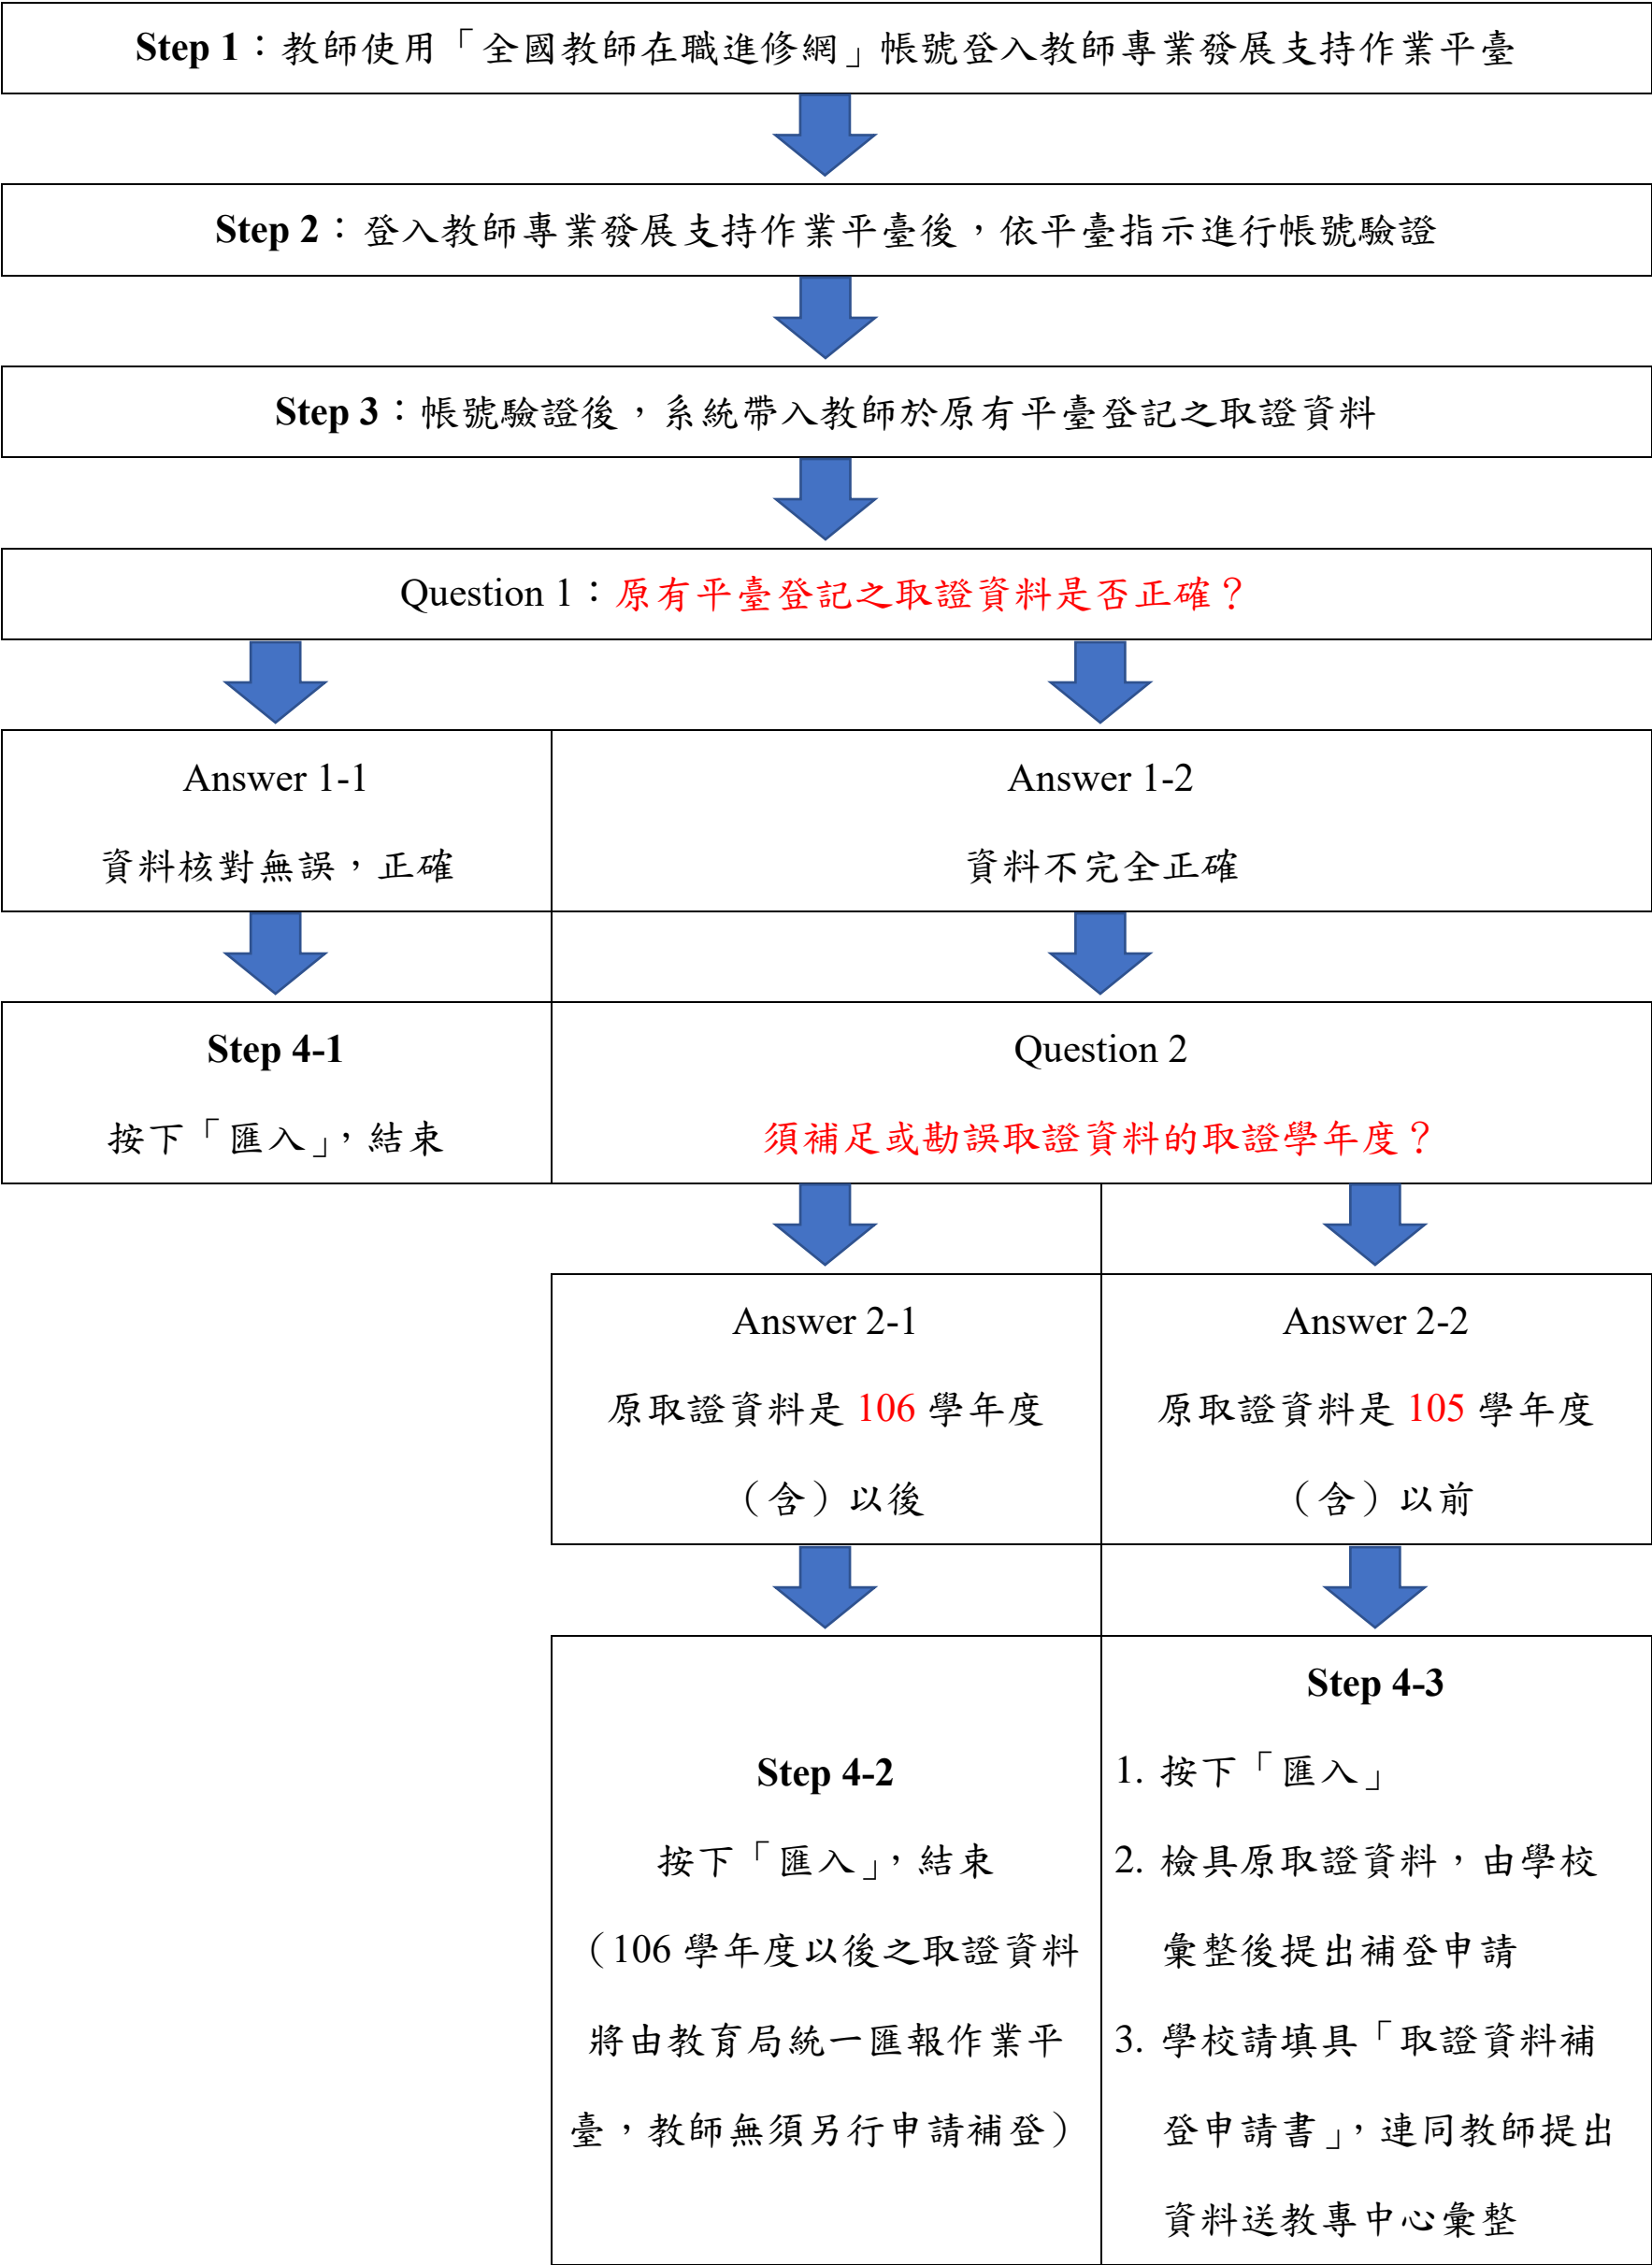 Step 1：教師使用「全國教師在職進修網」帳號登入教師專業發展支持作業平臺
Step 2：登入教師專業發展支持作業平臺後，依平臺指示進行帳號驗證
Step 3：帳號驗證後，系統帶入教師於原有平臺登記之取證資料
Question 1：原有平臺登記之取證資料是否正確？
Answer 1-1
資料核對無誤，正確
Answer 1-2
資料不完全正確
Step 4-1
按下「匯入」，結束
Question 2
須補足或勘誤取證資料的取證學年度？
Answer 2-1
原取證資料是 106 學年度
（含）以後
Answer 2-2
原取證資料是 105 學年度
（含）以前
Step 4-2
按下「匯入」，結束
（106 學年度以後之取證資料
將由教育局統一匯報作業平
臺，教師無須另行申請補登）
Step 4-3
1. 按下「匯入」
2. 檢具原取證資料，由學校
彙整後提出補登申請
3. 學校請填具「取證資料補
登申請書」，連同教師提出
資料送教專中心彙整